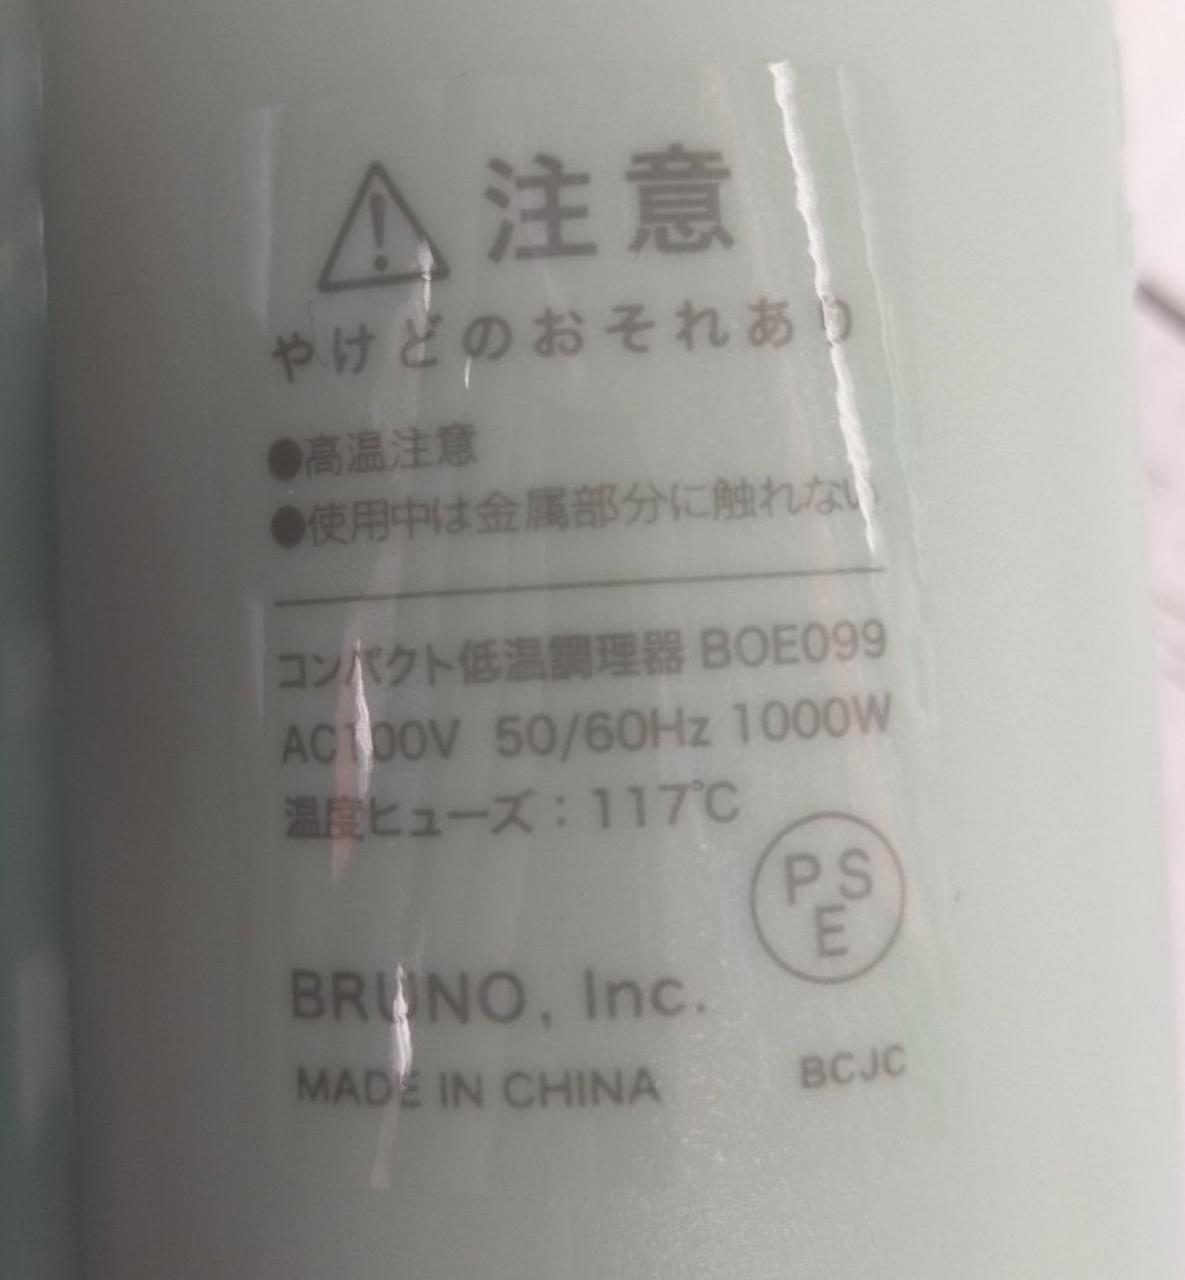 注意
やけどのおそれあり
●高温注意
●使用中は金属部分に触れない
コンパクト低温調理器 BOE099
AC100V 50/60Hz 1000W
温度ヒューズ：117℃
PSE
BRUNO, Inc.
MADE IN CHINA BCJC